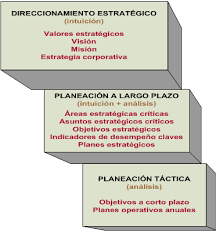 DIRECCIONAMIENTO ESTRATÉGICO
(intuición)
Valores estratégicos
Visión
Misión
Estrategia corporativa
PLANEACIÓN A LARGO PLAZO
(intuición + análisis)
Áreas estratégicas críticas
Asuntos estratégicos críticos
Objetivos estratégicos
Indicadores de desempeño claves
Planes estratégicos
PLANEACIÓN TÁCTICA
(análisis)
Objetivos a corto plazo
Planes operativos anuales